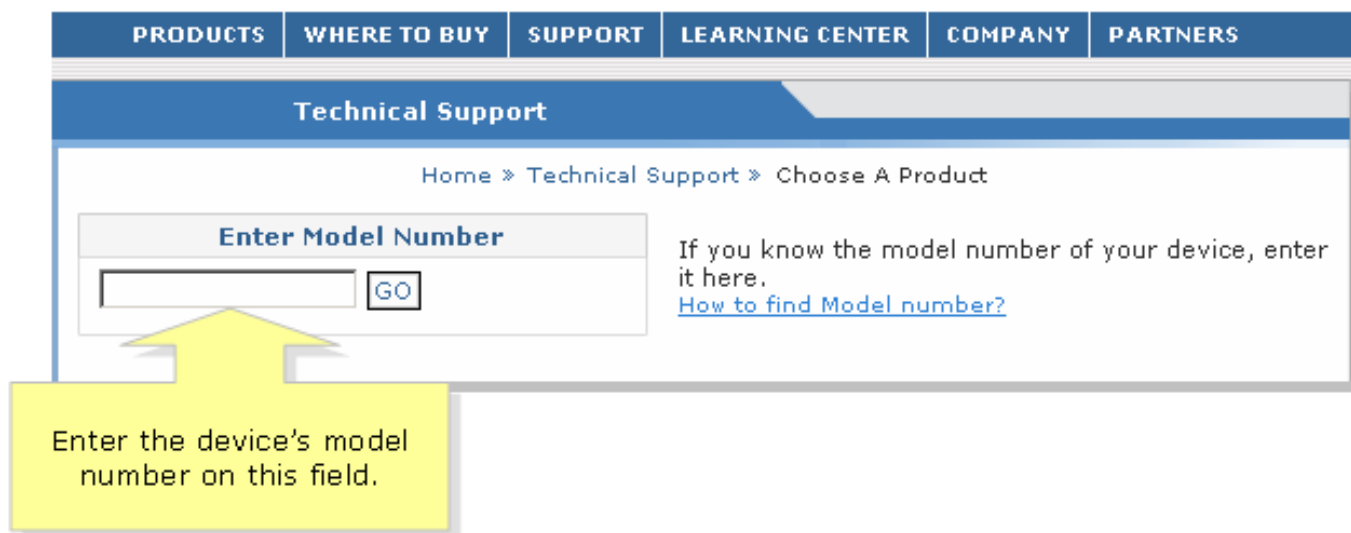 PRODUCTS WHERE TO BUY SUPPORT LEARNING CENTER COMPANY PARTNERS
Technical Support
Home » Technical Support » Choose A Product
Enter Model Number
GO
If you know the model number of your device, enter
it here.
How to find Model number?
Enter the device's model
number on this field.